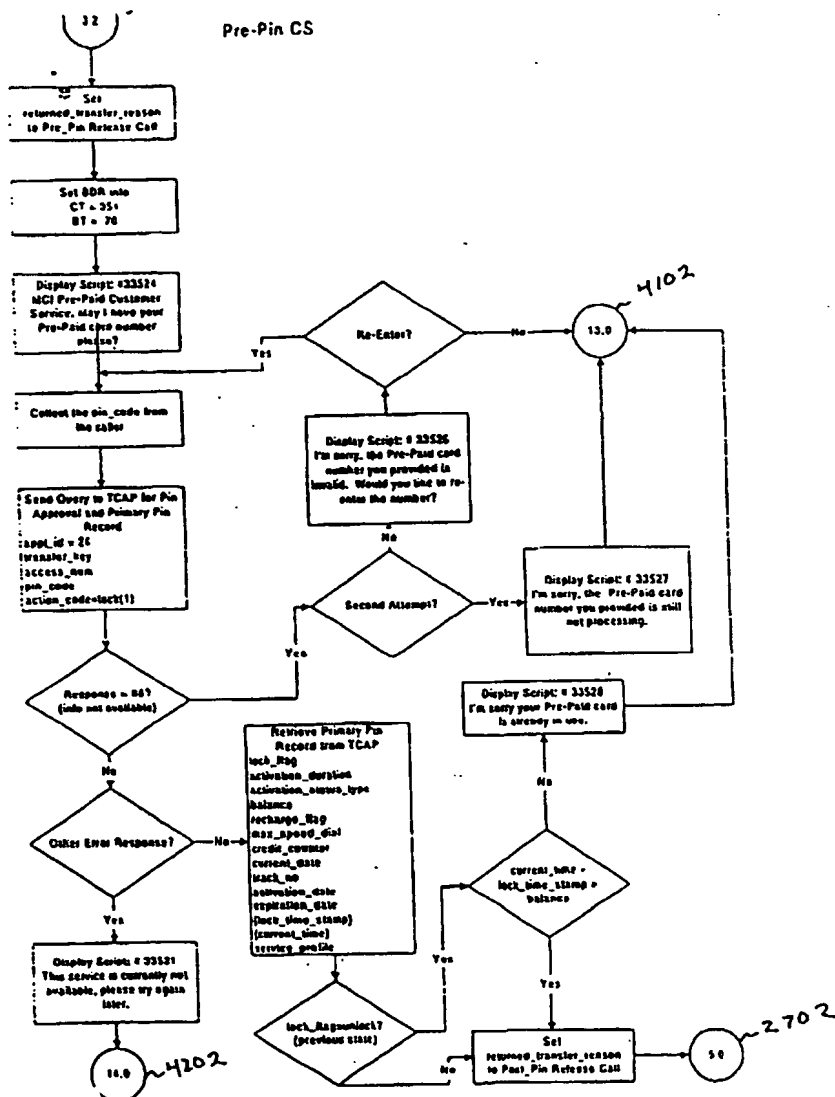 3.2
Pre-Pin CS
Set
returned_transfer_reason
to Pre_Pin Release Call
Set BDR info
CT = 351
BT = 70
Display Script: #33524
MCI Pre-Paid Customer
Service, May I have your
Pre-Paid card number
please?
Collect the pin_code from
the caller
Send Query to TCAP for Pin
Approval and Primary Pin
Record
appl_id = 26
transfer_key
access_num
pin_code
action_code=lock(1)
Response =
(info not available)
Yes
No
Other Error Response?
No
Yes
Display Script: # 33521
This service is currently not
available, please try again
later.
14.0
4202
Re-Enter?
Yes
No
13.0
4102
Display Script: # 33526
I'm sorry, the Pre-Paid card
number you provided is
invalid. Would you like to re-
enter the number?
No
Second Attempt?
Yes
Display Script: # 33527
I'm sorry, the Pre-Paid card
number you provided is still
not processing.
Display Script: # 33528
I'm sorry your Pre-Paid card
is already in use.
No
current_time -
lock_time_stamp >
balance
Yes
Retrieve Primary Pin
Record from TCAP
lock_flag
activation_duration
balance
recharge_flag
max_speed_dial
credit_counter
current_date
track_no
activation_date
expiration_date
(lock_time_stamp)
(current_time)
service_profile
lock_flag=unlock?
(previous state)
Yes
No
Set
returned_transfer_reason
to Post_Pin Release Call
5.0
2702